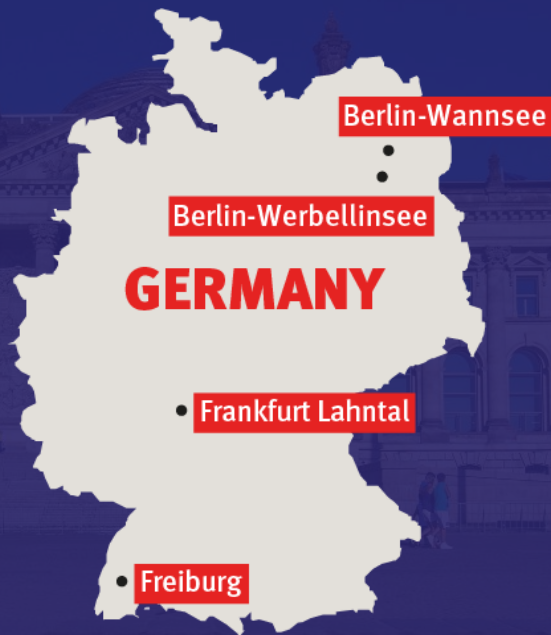 Berlin-Wannsee
Berlin-Werbellinsee
GERMANY
Frankfurt Lahntal
Freiburg